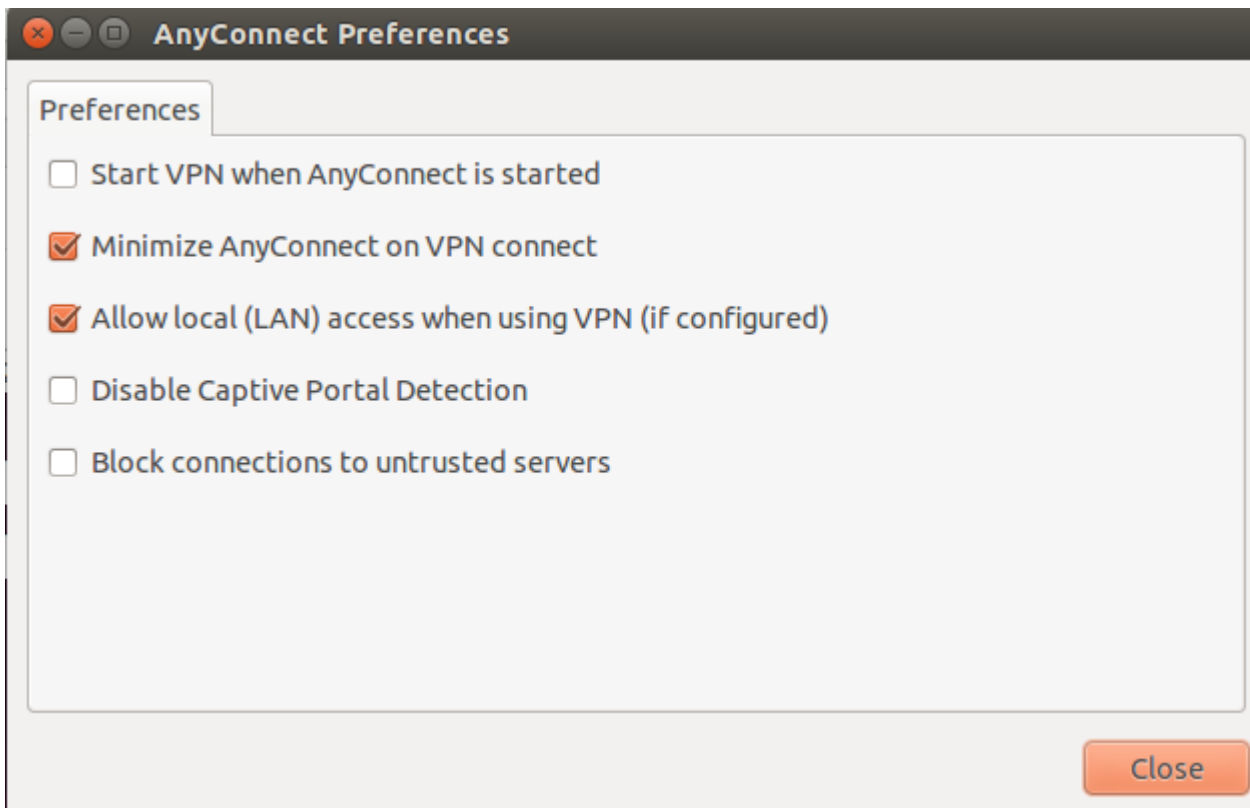 AnyConnect Preferences
Preferences
Start VPN when AnyConnect is started
Minimize AnyConnect on VPN connect
Allow local (LAN) access when using VPN (if configured)
Disable Captive Portal Detection
Block connections to untrusted servers
Close